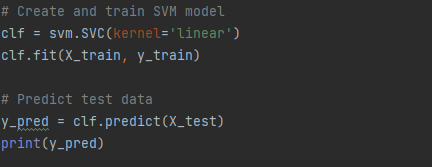 # Create and train SVM model
clf = svm.SVC(kernel='linear')
clf.fit(X_train, y_train)
# Predict test data
y_pred = clf.predict(X_test)
print(y_pred)